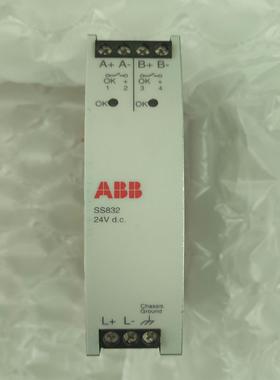 A+ A- B+ B-
OK + OK +
1 2 3 4
OK OK
ABB
SS832
24V d.c.
Chassis
Ground
L+ L-